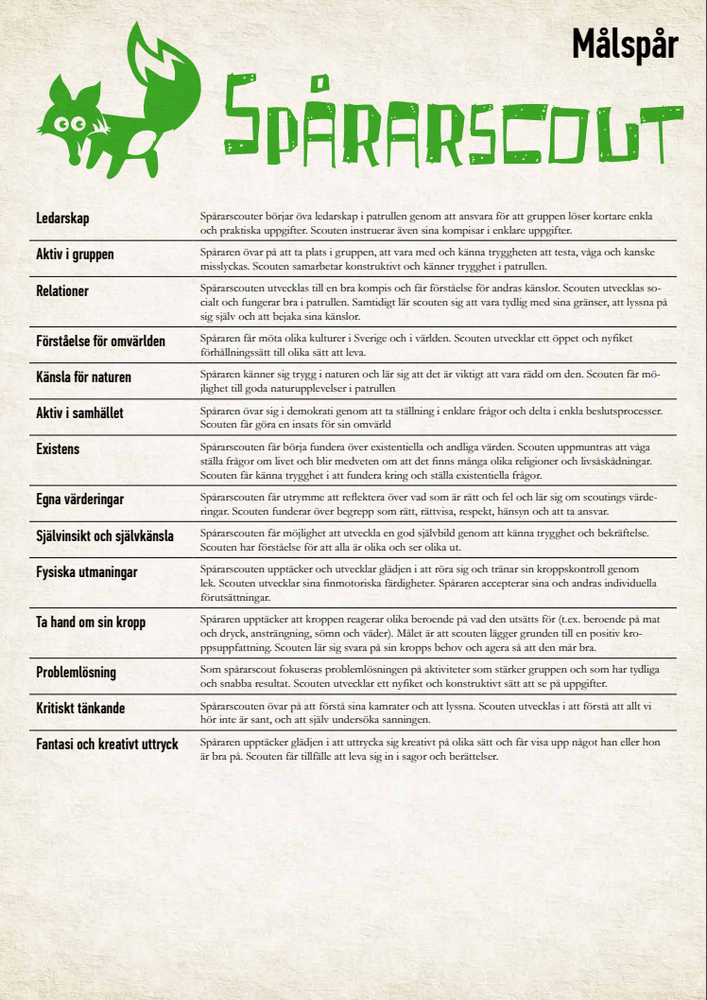 Målspår
SPÅRARSCOUT
Ledarskap
Spårarscouter börjar öva ledarskap i patrullen genom att ansvara för att gruppen löser kortare enkla
och praktiska uppgifter. Scouten instruerar även sina kompisar i enklare uppgifter.
Aktiv i gruppen
Spåraren övar på att ta plats i gruppen, att vara med och känna tryggheten att testa, våga och kanske
misslyckas. Scouten samarbetar konstruktivt och känner trygghet i patrullen.
Relationer
Spårarscouten utvecklas till en bra kompis och får förståelse för andras känslor. Scouten utvecklas so-
cialt och fungerar bra i patrullen. Samtidigt lär scouten sig att vara tydlig med sina gränser, att lyssna på
sig själv och att bejaka sina känslor.
Förståelse för omvärlden
Spåraren får möta olika kulturer i Sverige och i världen. Scouten utvecklar ett öppet och nyfiket
förhållningssätt till olika sätt att leva.
Känsla för naturen
Spåraren känner sig trygg i naturen och lär sig att det är viktigt att vara rädd om den. Scouten får mö-
jlighet till goda naturupplevelser i patrullen
Aktiv i samhället
Spåraren övar sig i demokrati genom att ta ställning i enklare frågor och delta i enkla beslutsprocesser.
Scouten får göra en insats för sin omvärld
Existens
Spårarscouten får börja fundera över existentiella och andliga värden. Scouten uppmuntras att våga
ställa frågor om livet och blir medveten om att det finns många olika religioner och livsåskådningar.
Scouten får känna trygghet i att fundera kring och ställa existentiella frågor.
Egna värderingar
Spårarscouten får utrymme att reflektera över vad som är rätt och fel och lär sig om scoutings värde-
ringar. Scouten funderar över begrepp som rätt, rättvisa, respekt, hänsyn och att ta ansvar.
Självinsikt och självkänsla
Spårarscouten får möjlighet att utveckla en god självbild genom att känna trygghet och bekräftelse.
Scouten har förståelse för att alla är olika och ser olika ut.
Fysiska utmaningar
Spårarscouten upptäcker och utvecklar glädjen i att röra sig och tränar sin kroppskontroll genom
lek. Scouten utvecklar sina finmotoriska färdigheter. Spåraren accepterar sina och andras individuella
förutsättningar.
Ta hand om sin kropp
Spåraren upptäcker att kroppen reagerar olika beroende på vad den utsätts för (t.ex. beroende på mat
och dryck, ansträngning, sömn och väder). Målet är att scouten lägger grunden till en positiv kro-
ppsuppfattning. Scouten lär sig svara på sin kropps behov och agera så att den mår bra.
Problemlösning
Som spårarscout fokuseras problemlösningen på aktiviteter som stärker gruppen och som har tydliga
och snabba resultat. Scouten utvecklar ett nyfiket och konstruktivt sätt att se på uppgifter.
Kritiskt tänkande
Spårarscouten övar på att förstå sina kamrater och att lyssna. Scouten utvecklas i att förstå att allt vi
hör inte är sant, och att själv undersöka sanningen.
Fantasi och kreativt uttryck
Spåraren upptäcker glädjen i att uttrycka sig kreativt på olika sätt och får visa upp något han eller hon
är bra på. Scouten får tillfälle att leva sig in i sagor och berättelser.